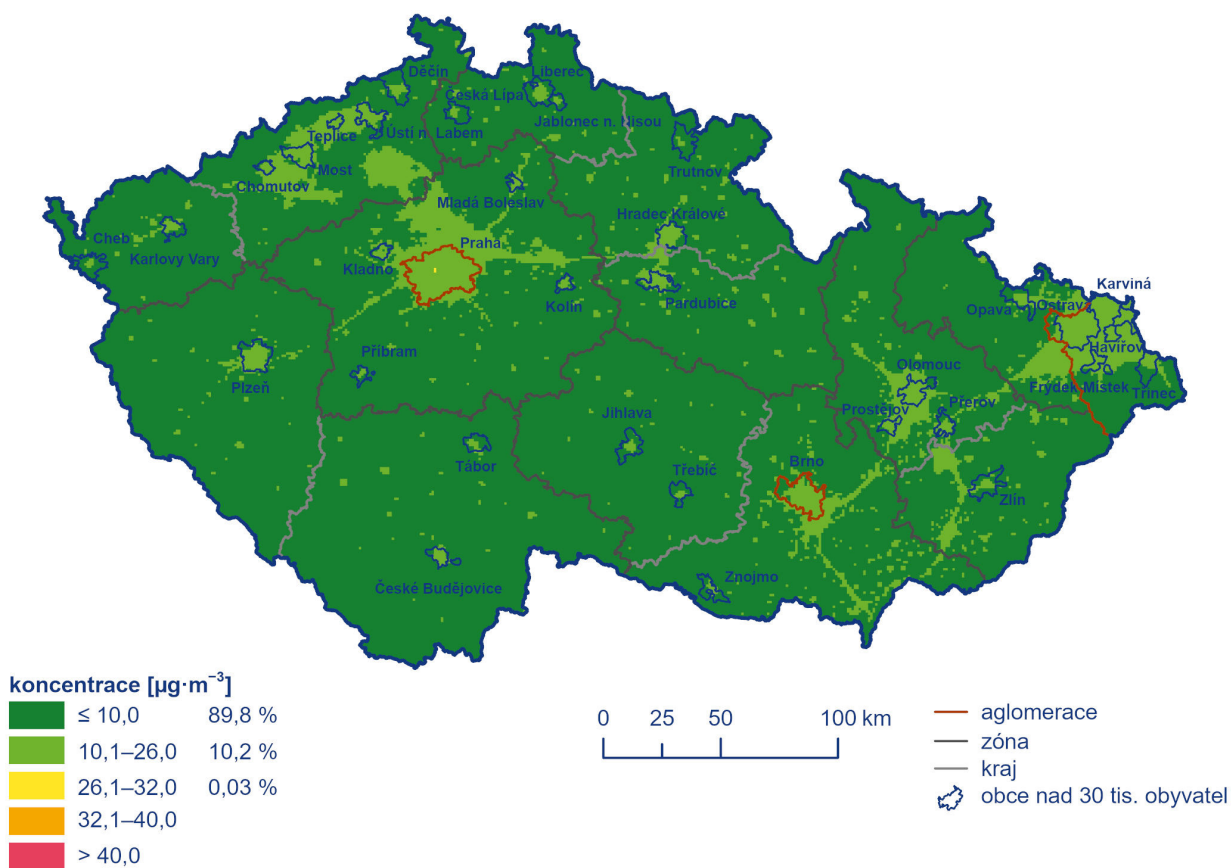 Děčín
Liberec
Česká Lípa
Jablonec n. Nisou
Teplice
Ústí n. Labem
Most
Chomutov
Trutnov
Mladá Boleslav
Hradec Králové
Cheb
Karlovy Vary
Praha
Kladno
Kolín
Pardubice
Karviná
Opava
Ostrava
Havířov
Plzeň
Příbram
Olomouc
Frýdek-Místek
Třinec
Prostějov
Přerov
Jihlava
Tábor
Třebíč
Brno
Zlín
České Budějovice
Znojmo
koncentrace [µg·m⁻³]
≤ 10,0 89,8 %
10,1–26,0 10,2 %
26,1–32,0 0,03 %
32,1–40,0
> 40,0
0 25 50 100 km
aglomerace
zóna
kraj
obce nad 30 tis. obyvatel